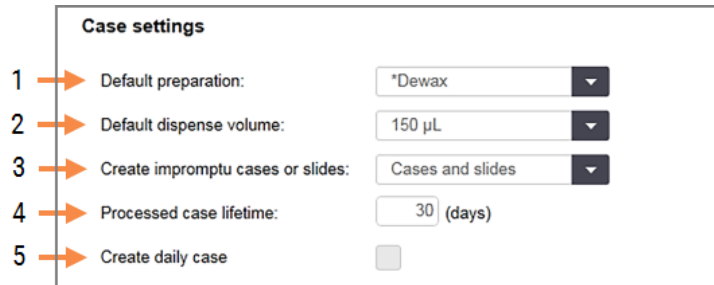 Case settings
1 Default preparation: *Dewax
2 Default dispense volume: 150 µL
3 Create impromptu cases or slides: Cases and slides
4 Processed case lifetime: 30 (days)
5 Create daily case